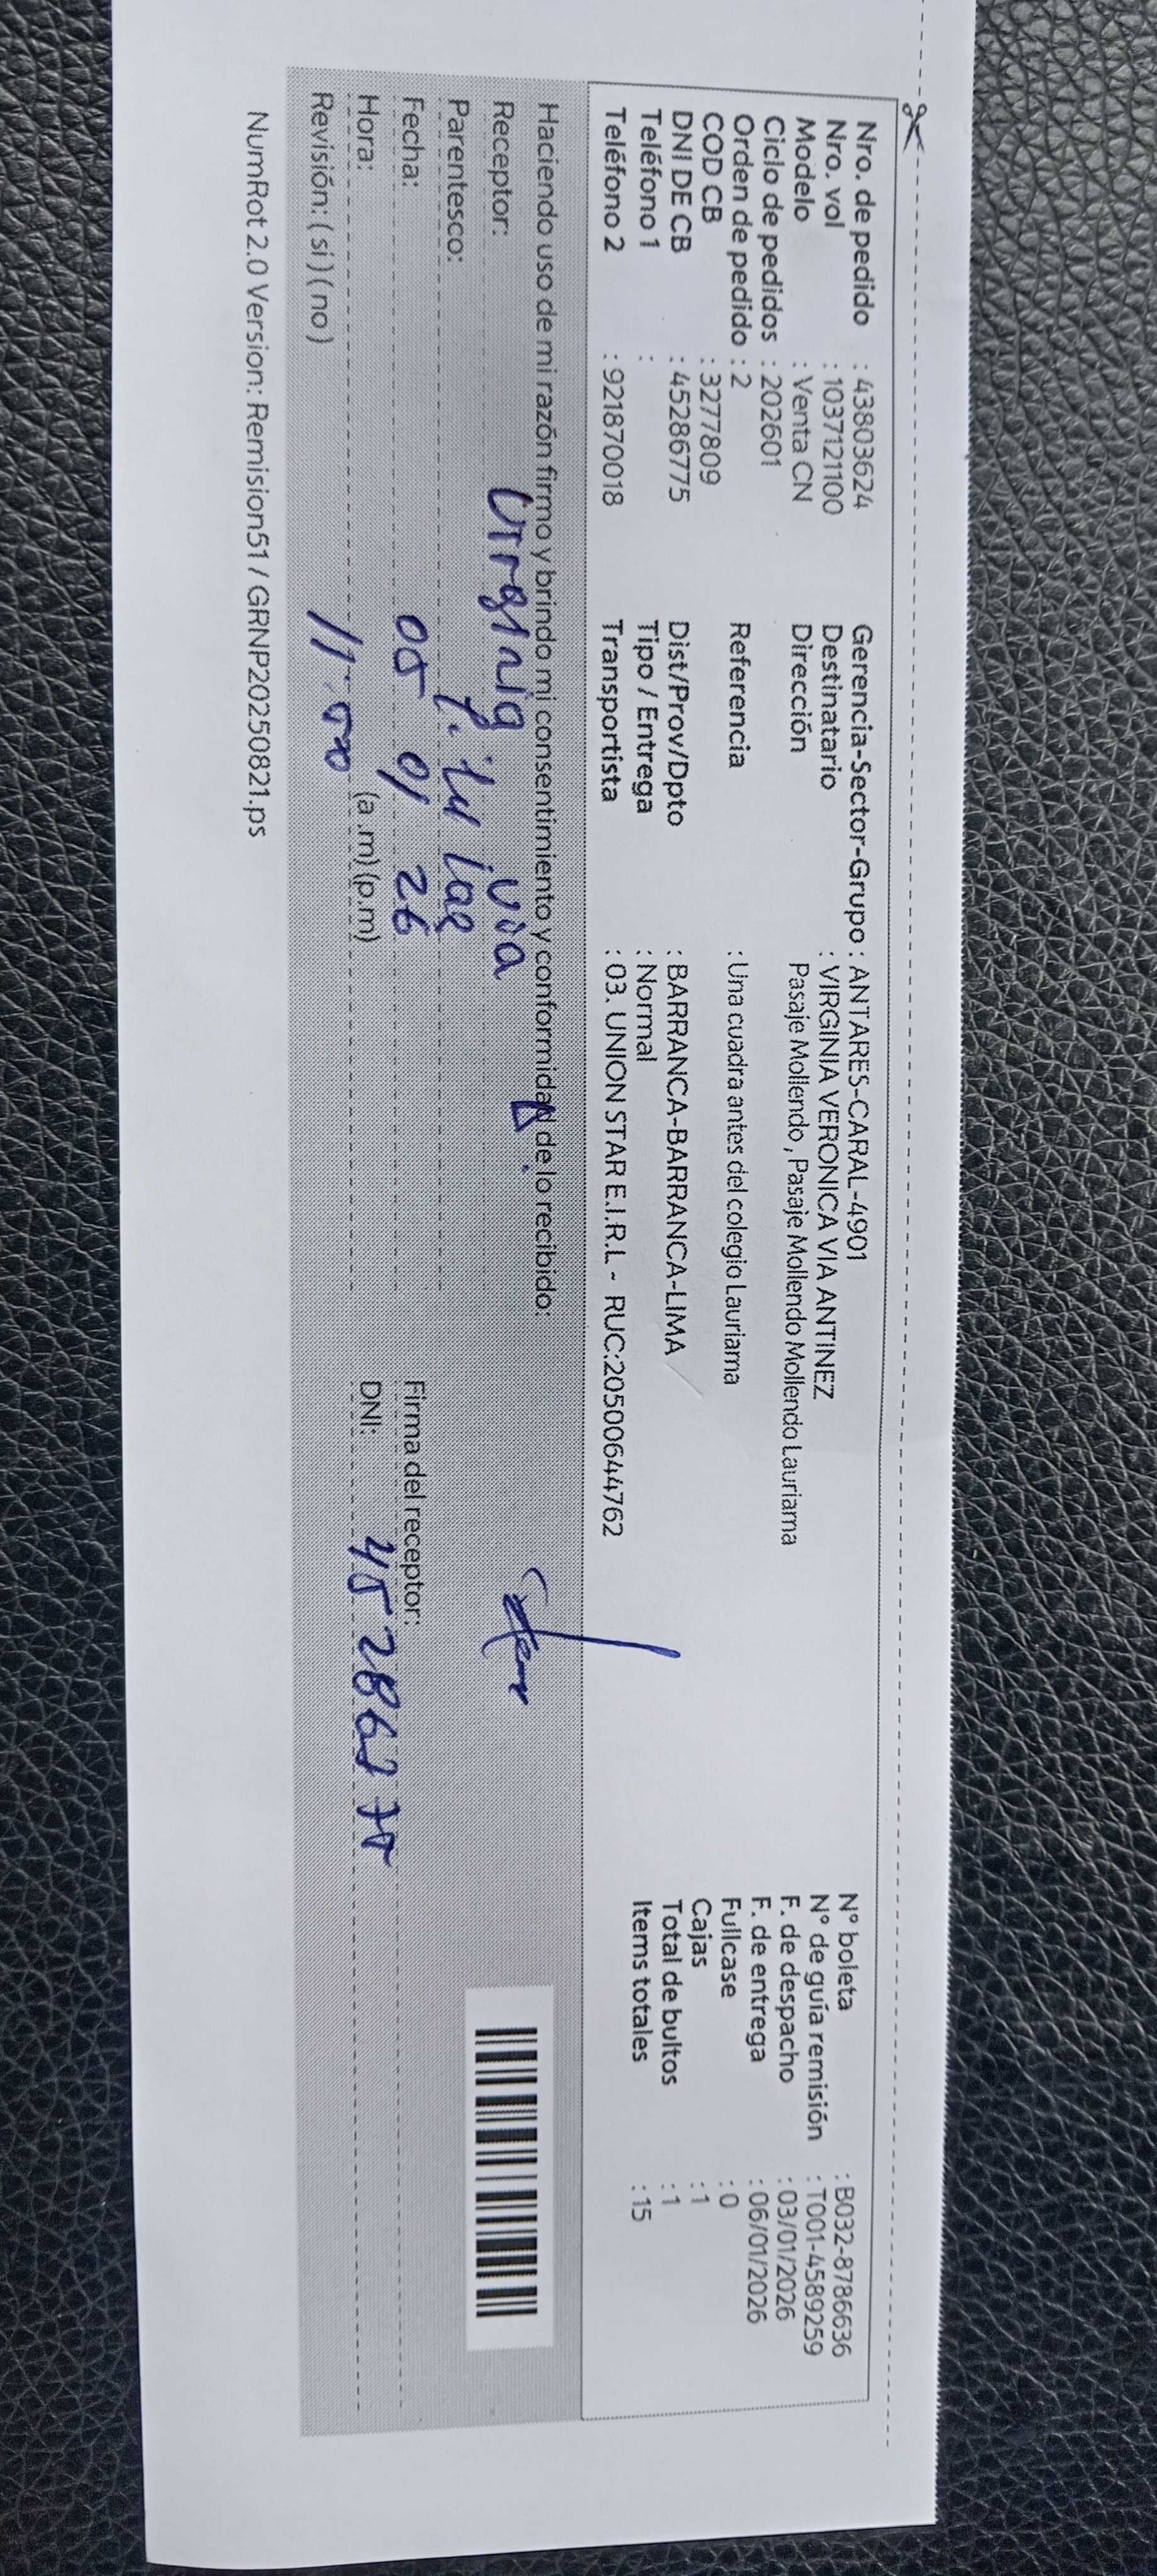 Nro. de pedido : 43803624
Nro. vol : 1037121100
Modelo : Venta CN
Ciclo de pedidos : 202601
Orden de pedido : 2
COD CB : 3277809
DNI DE CB : 45286775
Teléfono 1 :
Teléfono 2 : 921870018
Gerencia-Sector-Grupo : ANTARES-CARAL-4901
Destinatario : VIRGINIA VERONICA VIA ANTINEZ
Dirección Pasaje Mollendo , Pasaje Mollendo Mollendo Lauriama
Referencia : Una cuadra antes del colegio Lauriama
Dist/Prov/Dpto : BARRANCA-BARRANCA-LIMA
Tipo / Entrega : Normal
Transportista : 03. UNION STAR E.I.R.L - RUC:20500644762
N° boleta : B032-8786636
N° de guía remisión : T001-4589259
F. de despacho : 03/01/2026
F. de entrega : 06/01/2026
Fullcase : 0
Cajas : 1
Total de bultos : 1
Items totales : 15
Haciendo uso de mi razón firmo y brindo mi consentimiento y conformidad de lo recibido:
Receptor: Virginia Via
Parentesco:
Fecha: 05 01 26
Hora: (a .m) (p.m)
Revisión: ( si ) ( no )
Firma del receptor:
DNI:
NumRot 2.0 Version: Remision51 / GRNP20250821.ps